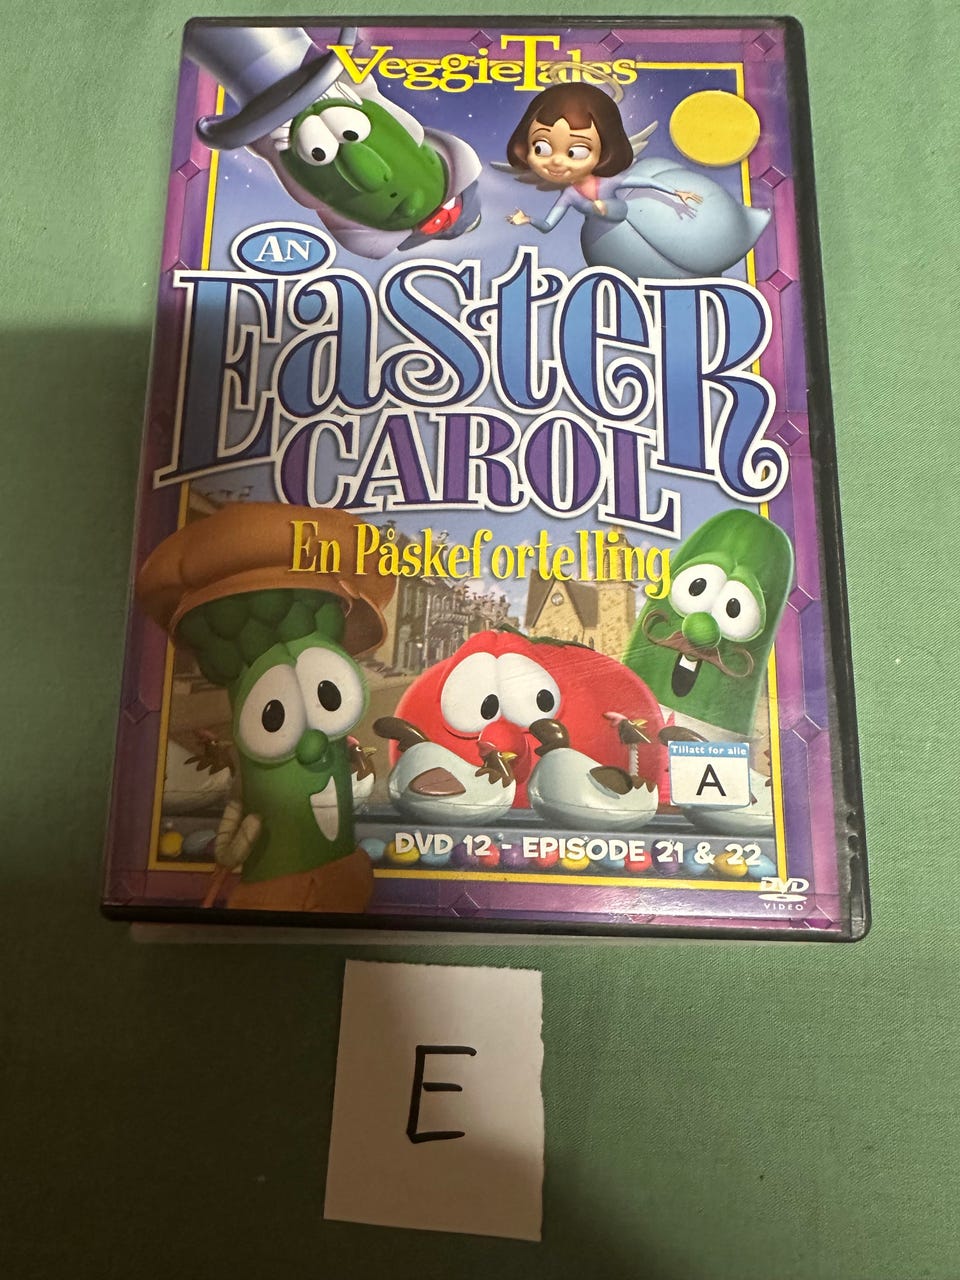 VeggieTales
AN
EASTER
CAROL
En Påskefortelling
Tillatt for alle
A
DVD 12 - EPISODE 21 & 22
DVD
VIDEO
E